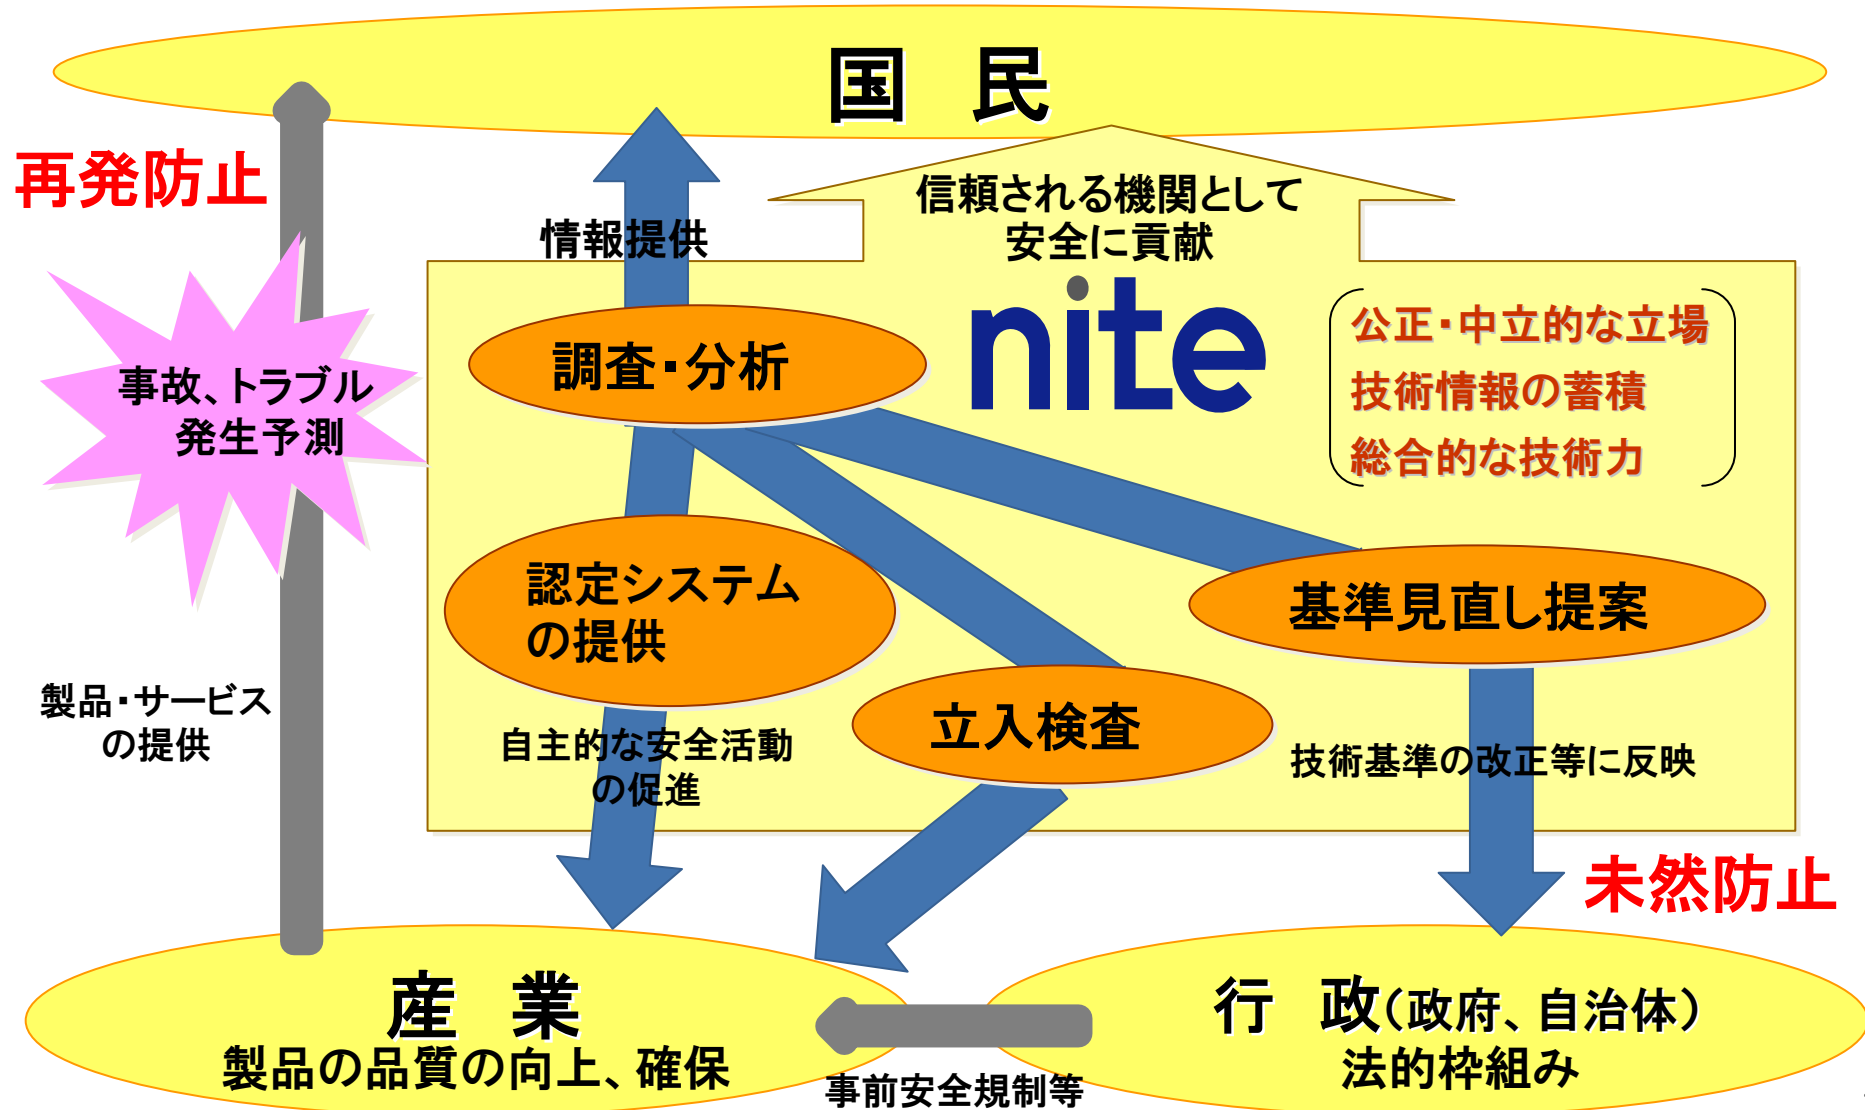 国 民
再発防止
情報提供
信頼される機関として
安全に貢献
nite
公正・中立的な立場
技術情報の蓄積
総合的な技術力
調査・分析
事故、トラブル
発生予測
認定システム
の提供
基準見直し提案
立入検査
製品・サービス
の提供
自主的な安全活動
の促進
技術基準の改正等に反映
未然防止
産 業
製品の品質の向上、確保
行 政(政府、自治体)
法的枠組み
事前安全規制等